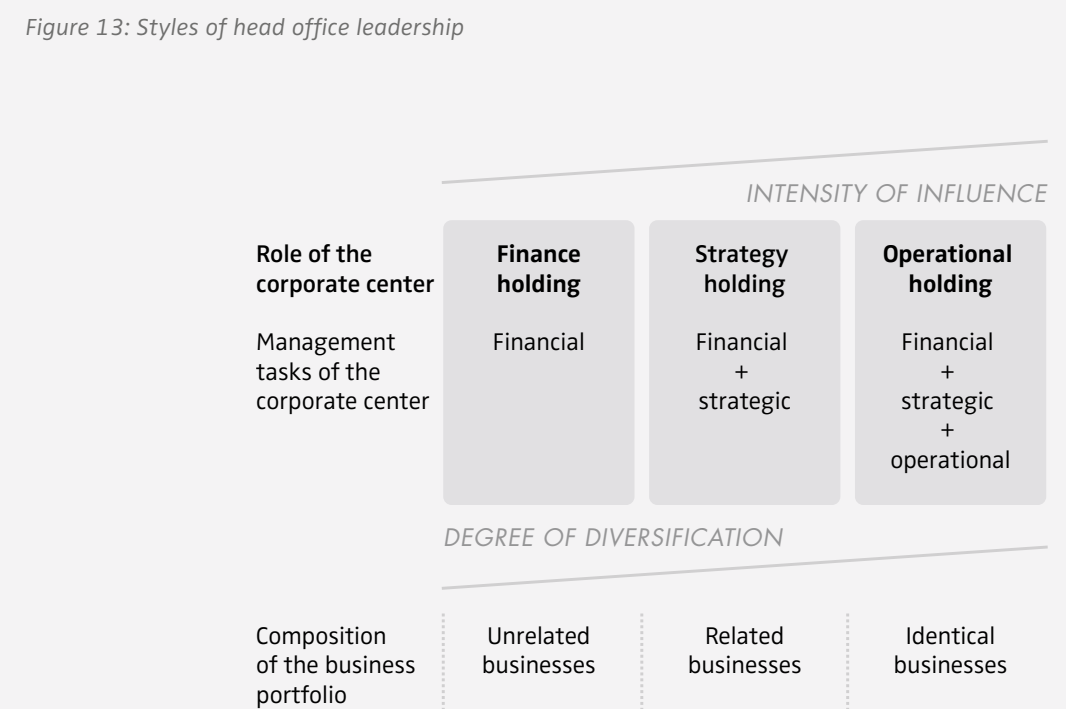 Figure 13: Styles of head office leadership
INTENSITY OF INFLUENCE
Role of the
corporate center
Finance
holding
Strategy
holding
Operational
holding
Management
tasks of the
corporate center
Financial
Financial
+
strategic
Financial
+
strategic
+
operational
DEGREE OF DIVERSIFICATION
Composition
of the business
portfolio
Unrelated
businesses
Related
businesses
Identical
businesses